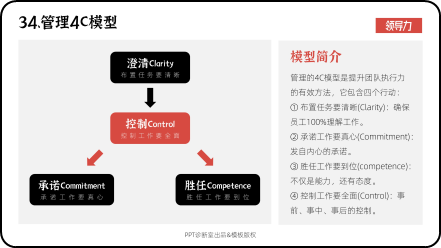 34.管理4C模型
领导力
澄清Clarity
布置任务要清晰
控制Control
控制工作要全面
承诺Commitment
承诺工作要真心
胜任Competence
胜任工作要到位
模型简介
管理的4C模型是提升团队执行力
的有效方法，它包含四个行动：
① 布置任务要清晰(Clarity)：确保
员工100%理解工作。
② 承诺工作要真心(Commitment)：
发自内心的承诺。
③ 胜任工作要到位(competence)：
不仅是能力，还有态度。
④ 控制工作要全面(Control)：事
前、事中、事后的控制。
PPT诊断室出品&模板版权